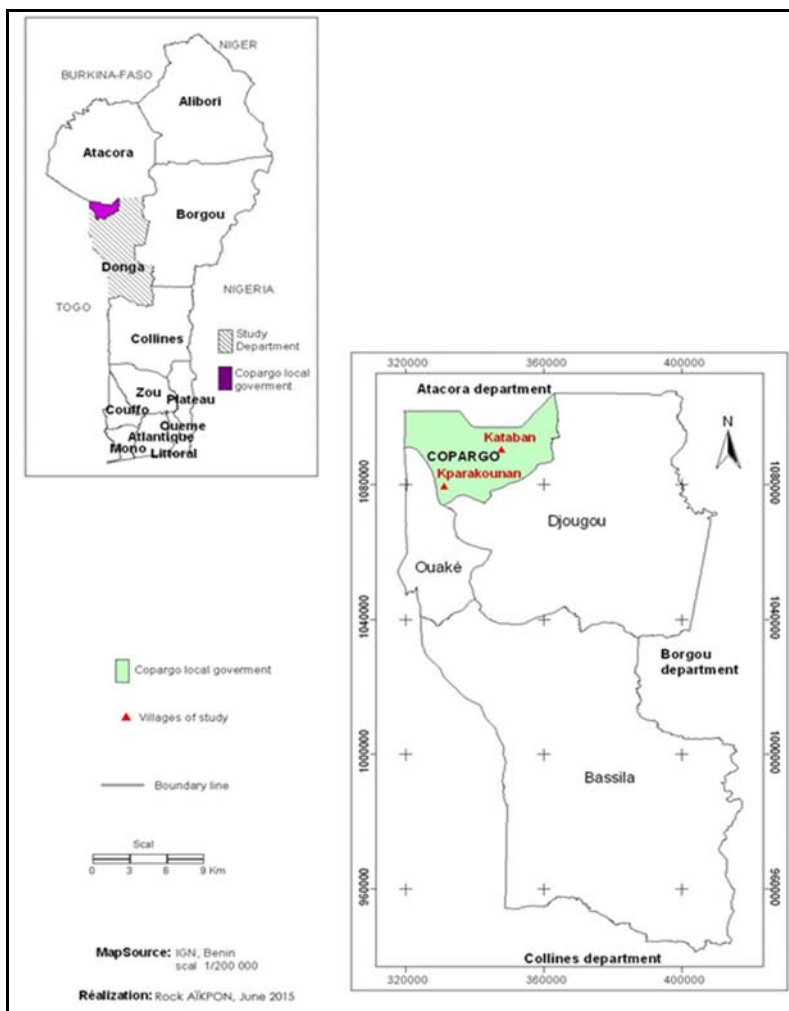 NIGER
BURKINA-FASO
Alibori
Atacora
Borgou
Donga
NIGERIA
TOGO
Collines
Study
Department
Copargo local
goverment
Zou
Plateau
Couffo
Oueme
Atlantique
Mono
Littoral
320000 360000 400000
Atacora department
N
Kataban
COPARGO
Kparakounan
1080000 1080000
Djougou
Ouaké
1040000 1040000
Borgou
department
Copargo local goverment
Villages of study
1000000 1000000
Bassila
Boundary line
Scal
0 3 6 9 Km
960000 960000
MapSource: IGN, Benin
scal 1/200 000
Collines department
320000 360000 400000
Réalization: Rock AÏKPON, June 2015